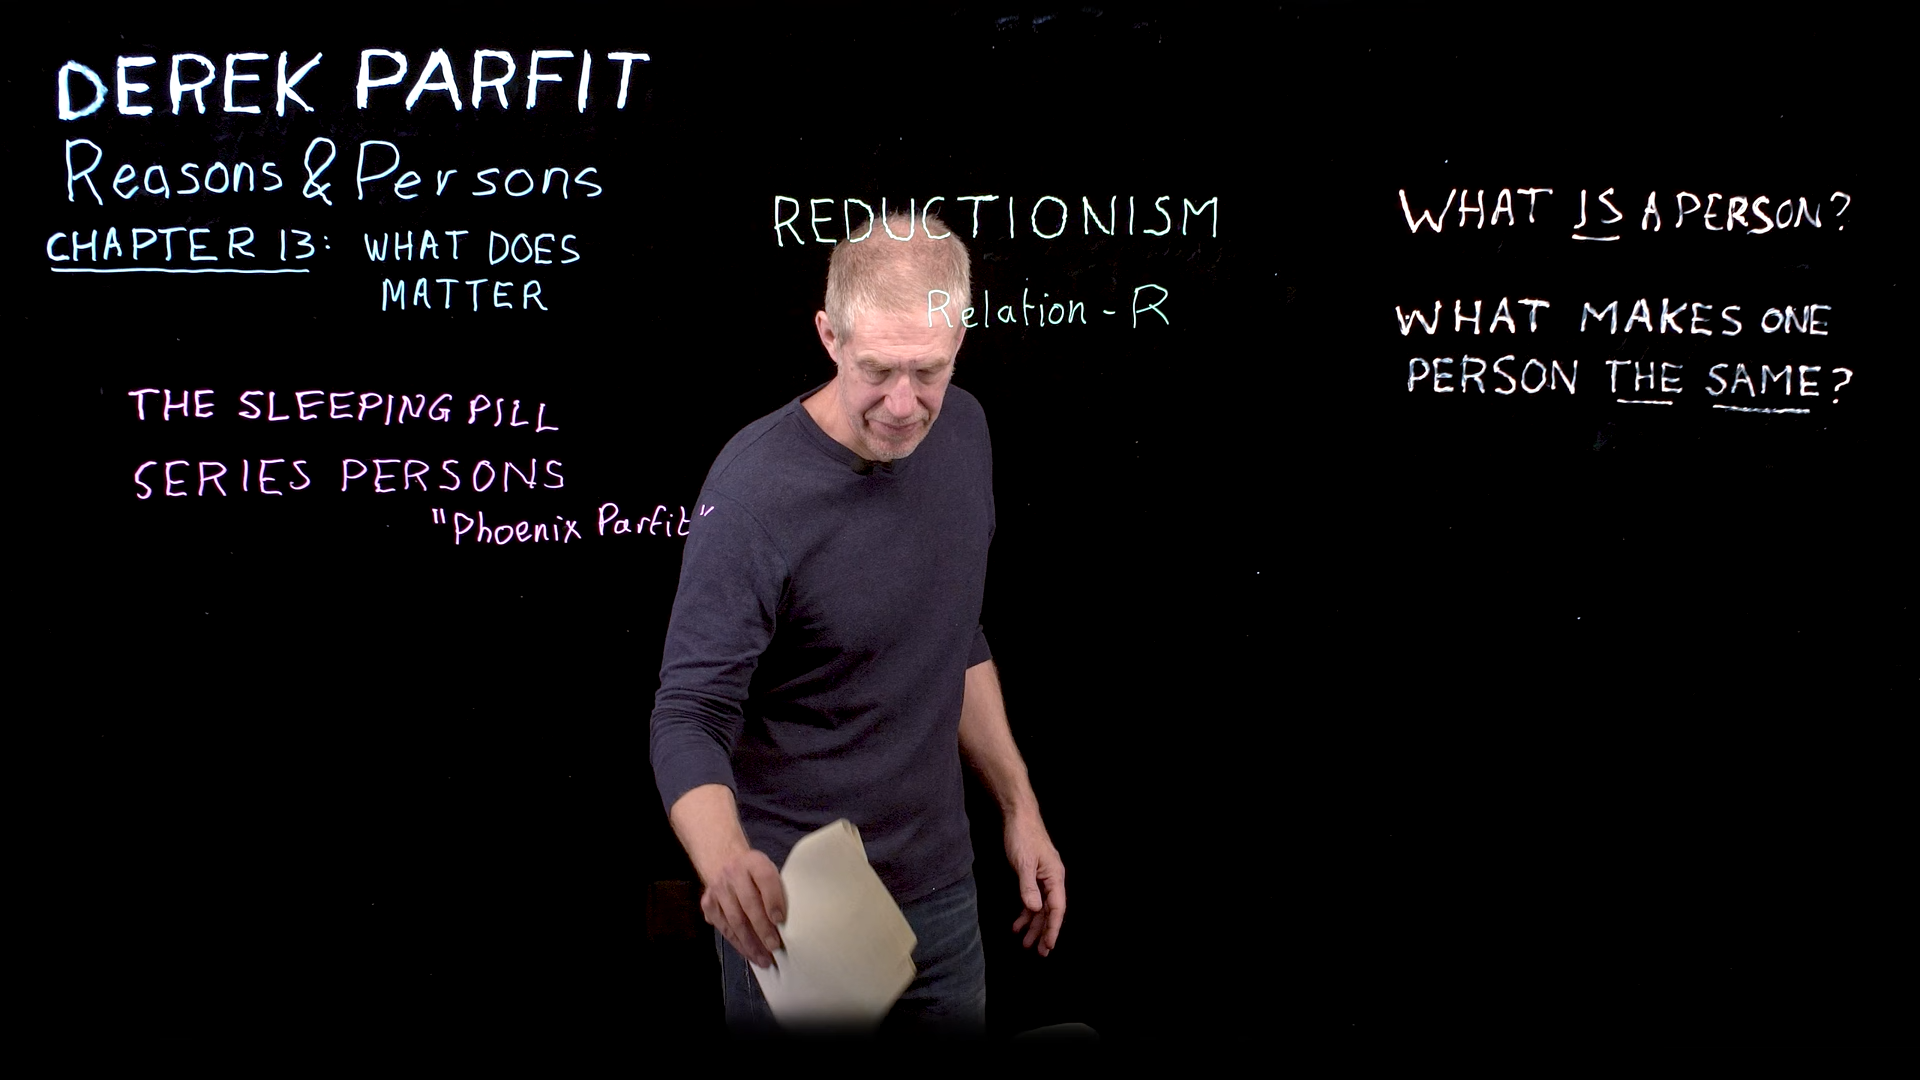 DEREK PARFIT
Reasons & Persons
CHAPTER 13: WHAT DOES
MATTER
THE SLEEPING PILL
SERIES PERSONS
"Phoenix Parfit"
REDUCTIONISM
Relation - R
WHAT IS A PERSON?
WHAT MAKES ONE
PERSON THE SAME?